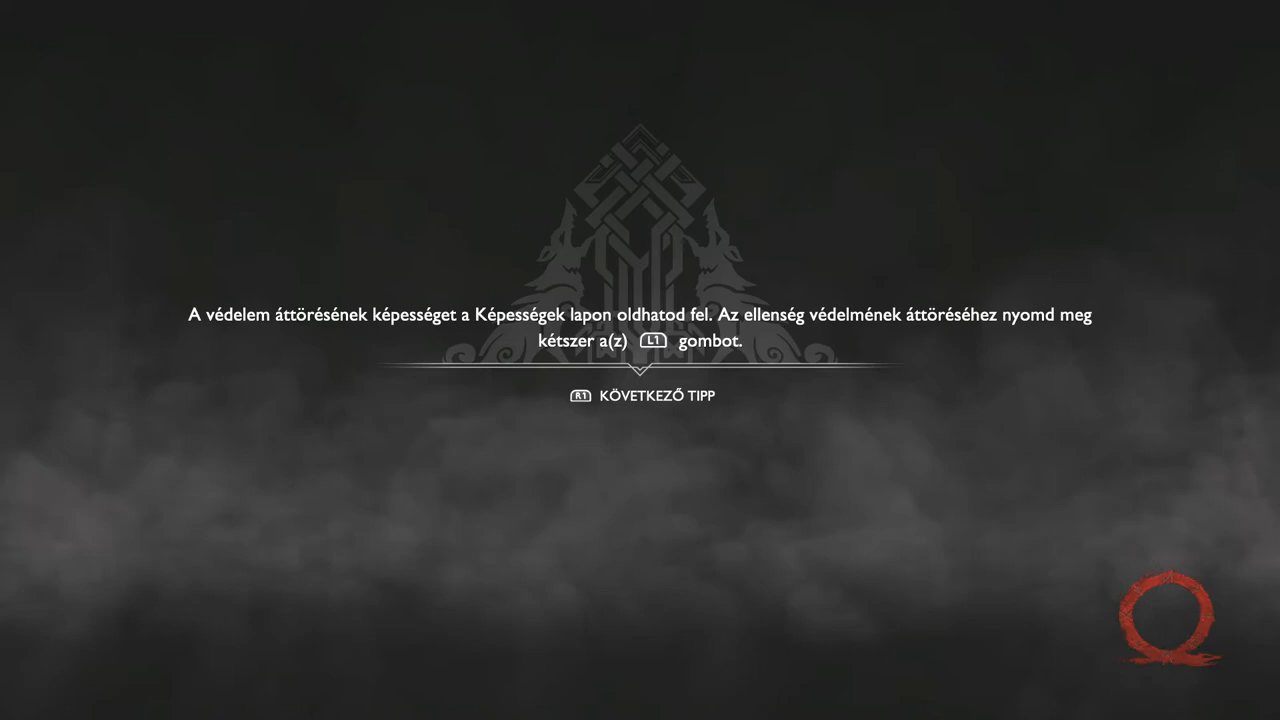 A védelem áttörésének képességet a Képességek lapon oldhatod fel. Az ellenség védelmének áttöréséhez nyomd meg
kétszer a(z) L1 gombot.
R1 KÖVETKEZŐ TIPP